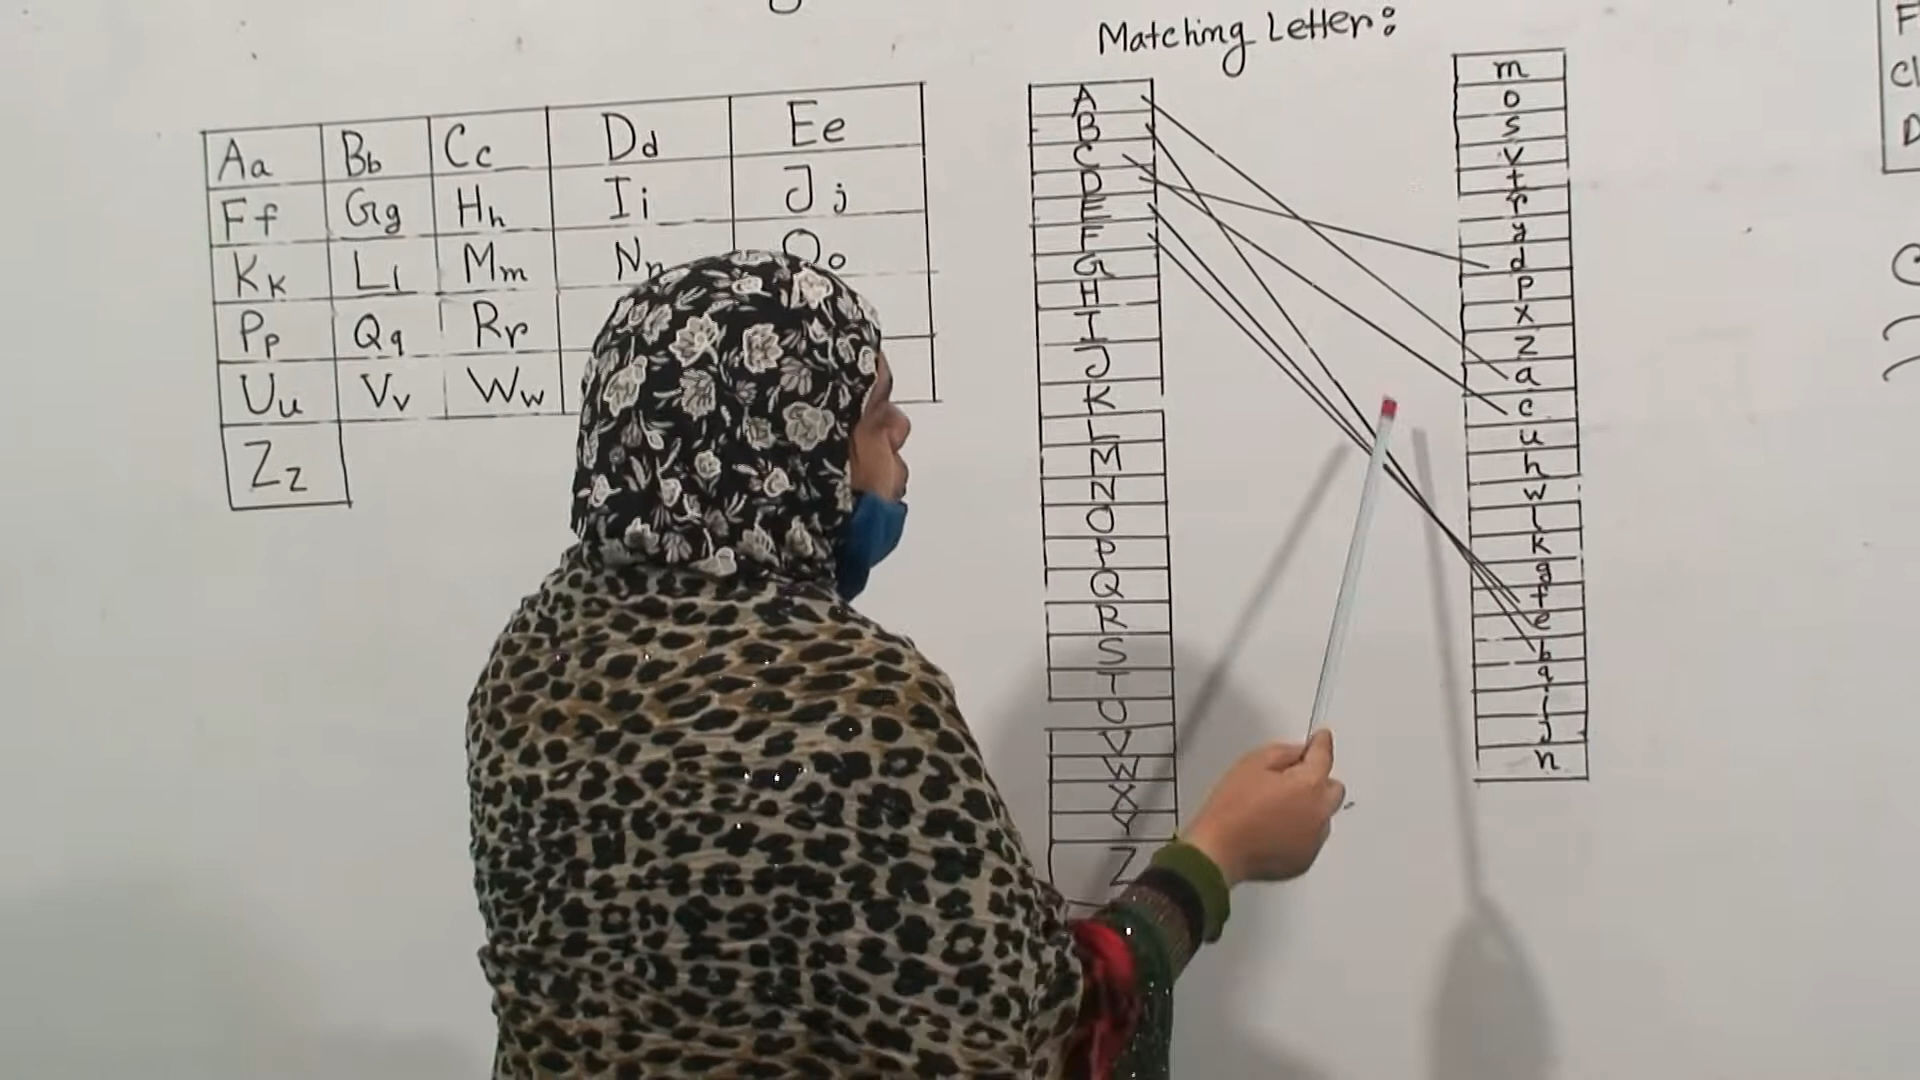 Matching Letter:
Aa Bb Cc Dd Ee
Ff Gg Hh Ii Jj
Kk Ll Mm Nn Oo
Pp Qq Rr
Uu Vv Ww
Zz
A
B
C
D
E
F
G
H
I
J
K
L
M
N
O
P
Q
R
S
T
U
V
W
X
Y
Z
m
o
s
v
t
r
y
d
p
x
z
a
c
u
h
w
l
k
g
f
e
b
q
i
j
n